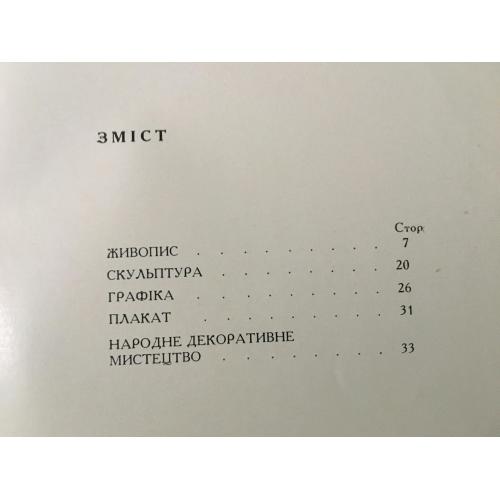 ЗМІСТ
Стор.
ЖИВОПИС . . . . . . . . 7
СКУЛЬПТУРА . . . . . . . 20
ГРАФІКА . . . . . . . . 26
ПЛАКАТ . . . . . . . . 31
НАРОДНЕ ДЕКОРАТИВНЕ
МИСТЕЦТВО . . . . . . . 33